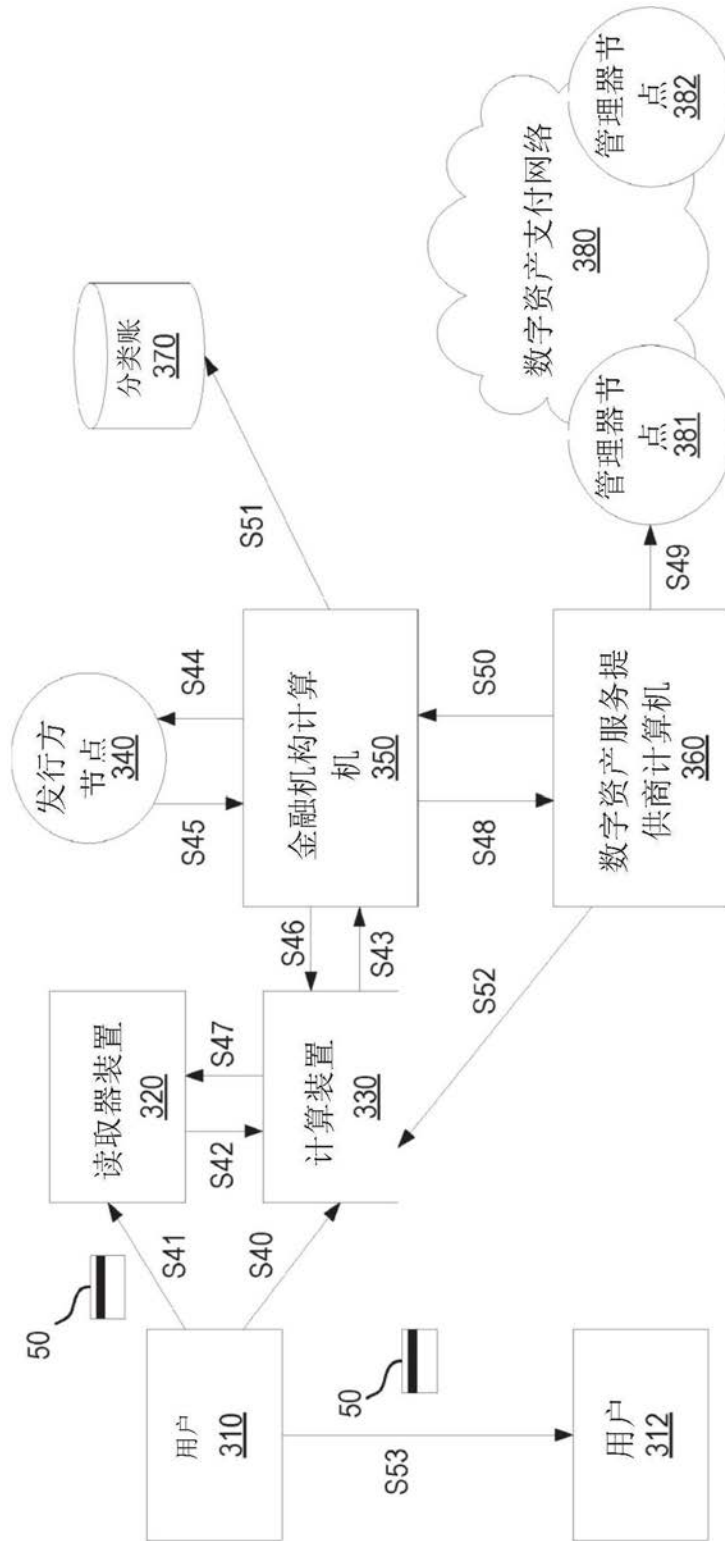 50
用户
310
S41
S40
读取器装置
320
S42
S47
计算装置
330
S46
S43
发行方
节点
340
S45
S44
金融机构计算
机
350
S51
分类账
370
S53
50
用户
312
S52
S48
S50
数字资产服务提
供商计算机
360
S49
数字资产支付网络
380
管理器节
点
381
管理器节
点
382